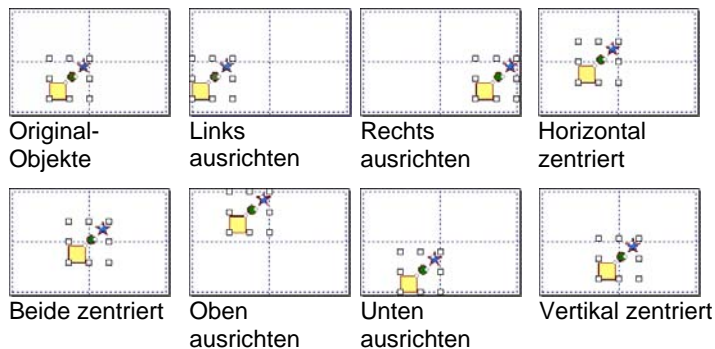 Original-
Objekte
Links
ausrichten
Rechts
ausrichten
Horizontal
zentriert
Beide zentriert
Oben
ausrichten
Unten
ausrichten
Vertikal zentriert